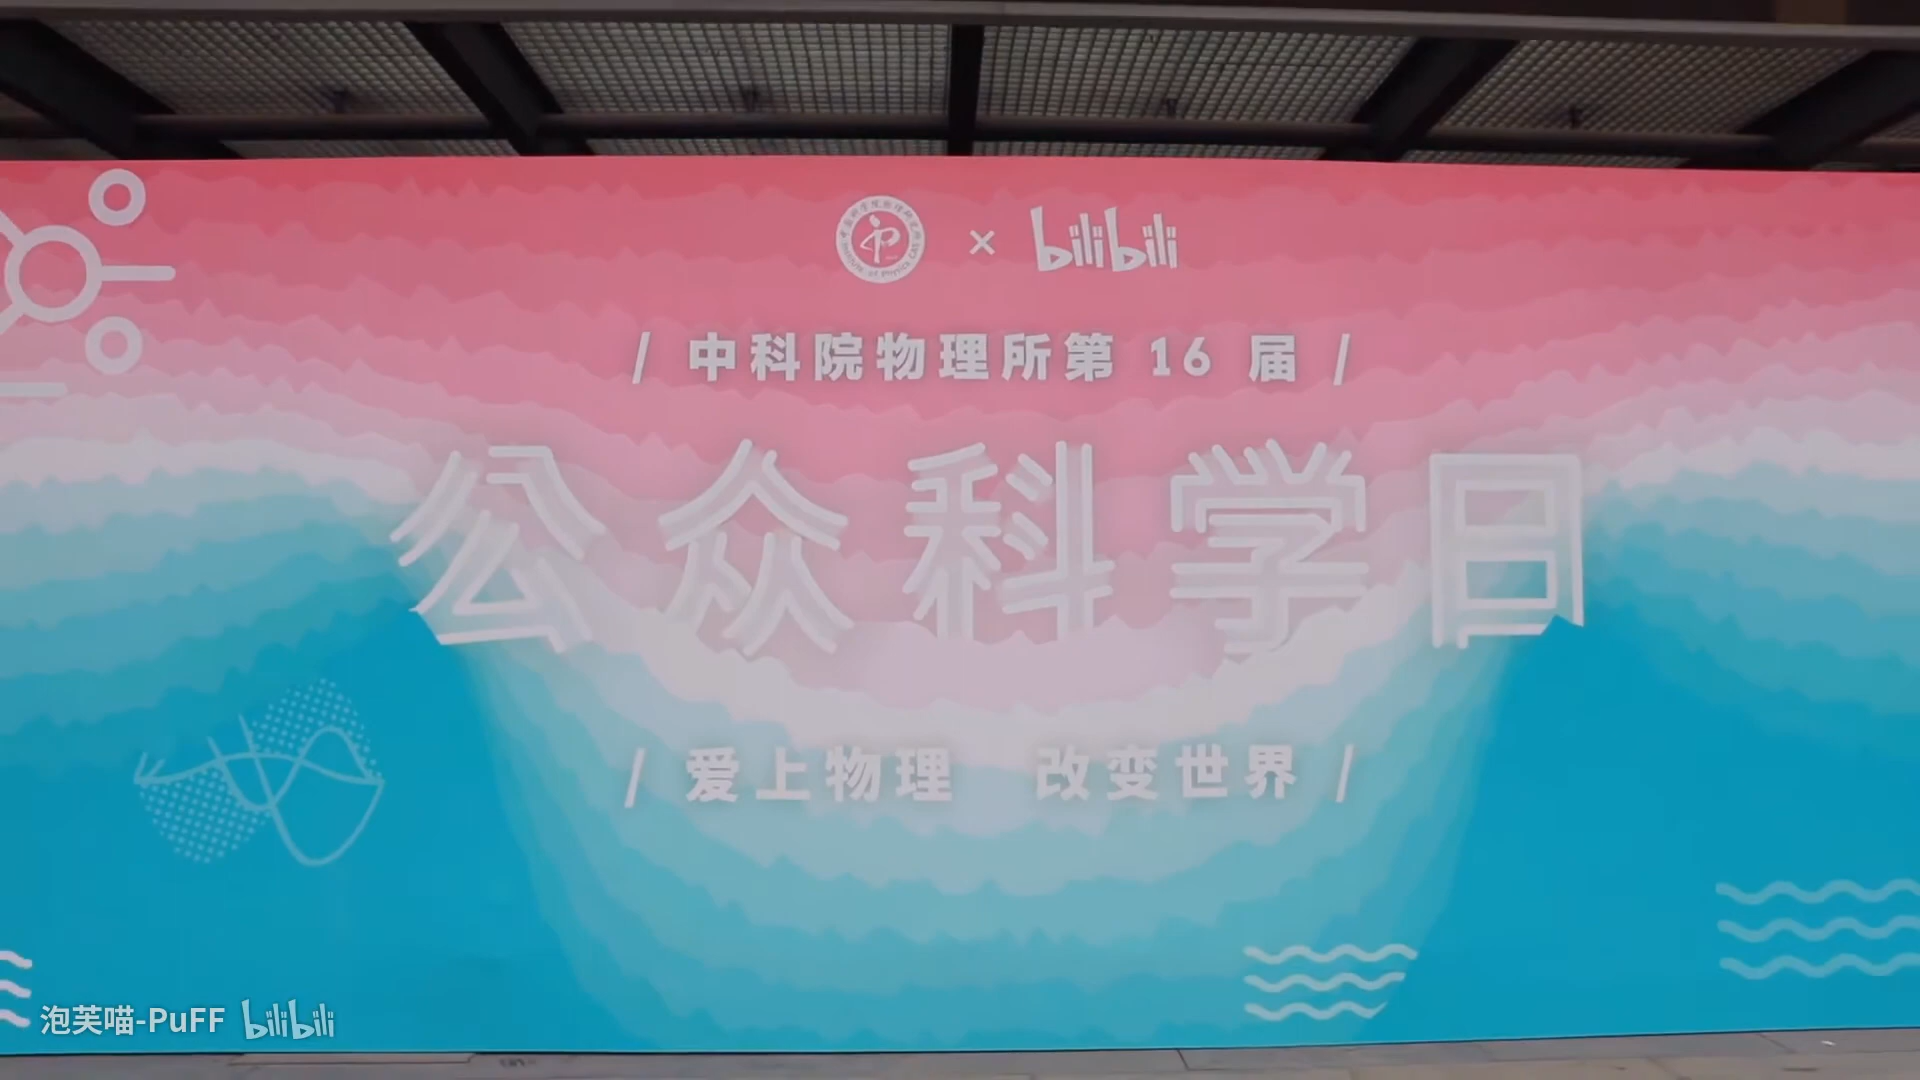 × bilibili
/ 中科院物理所第 16 届 /
公众科学日
/ 爱上物理 改变世界 /
泡芙喵-PuFF bilibili